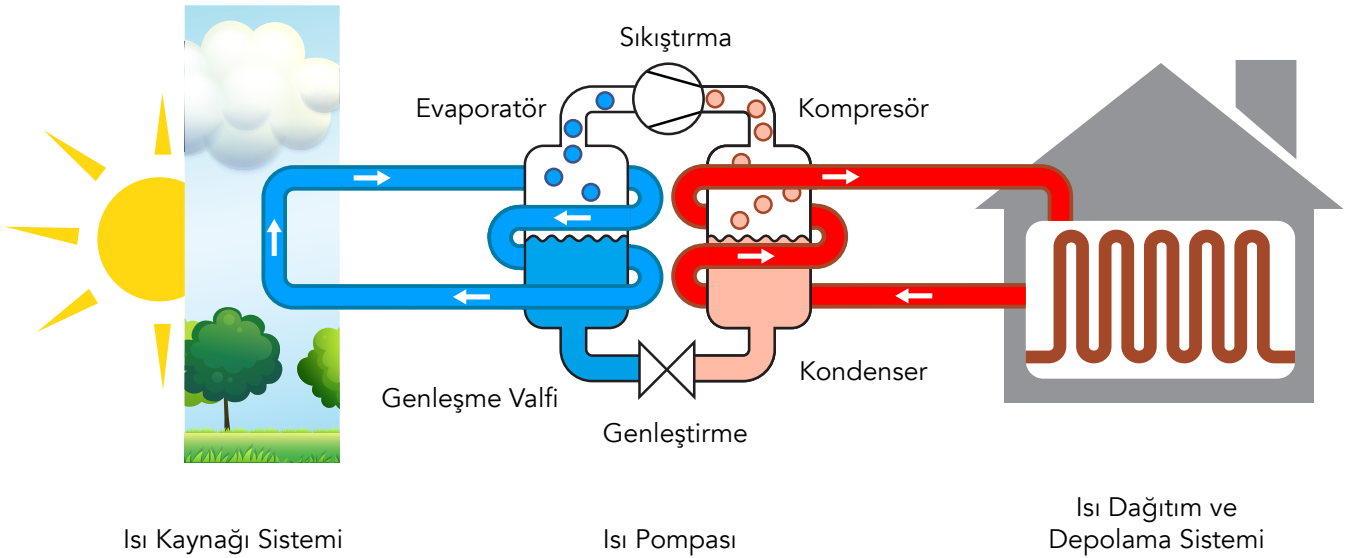 Sıkıştırma
Evaporatör
Kompresör
Genleşme Valfi
Kondenser
Genleştirme
Isı Kaynağı Sistemi
Isı Pompası
Isı Dağıtım ve
Depolama Sistemi